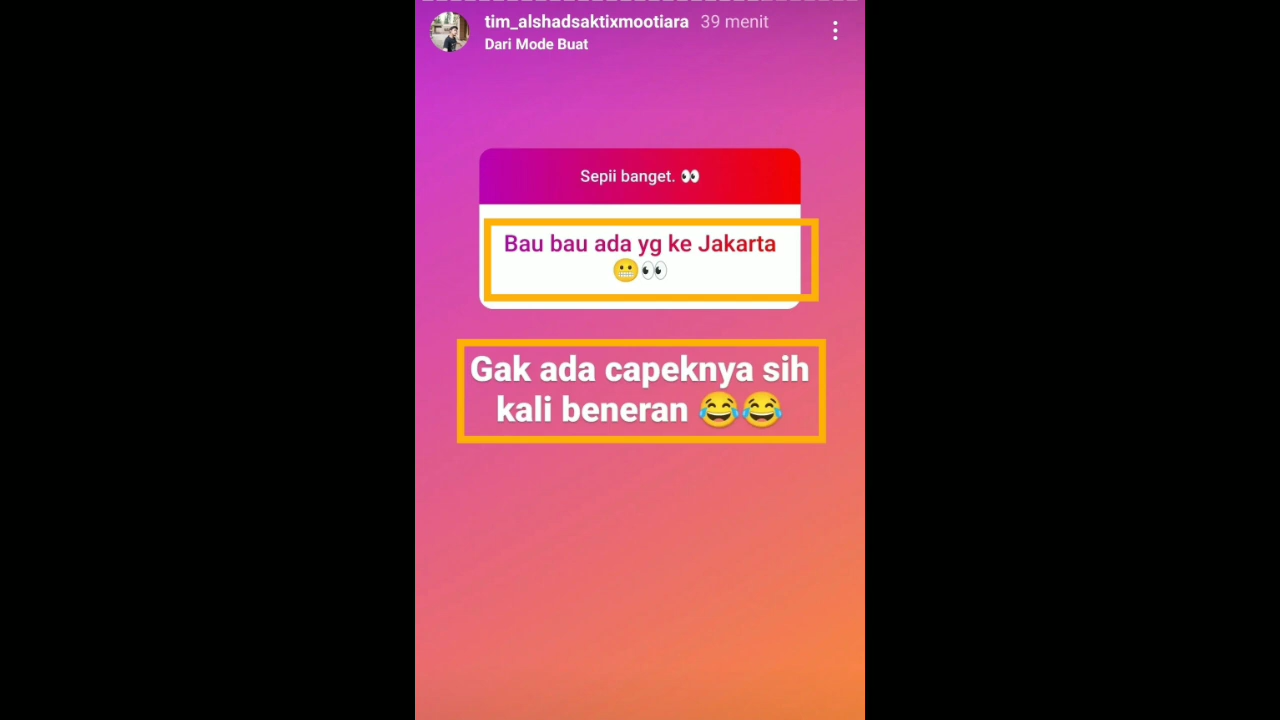 tim_alshadsaktixmootiara 39 menit
Dari Mode Buat
Sepii banget. 👀
Bau bau ada yg ke Jakarta
😬👀
Gak ada capeknya sih
kali beneran 😂😂